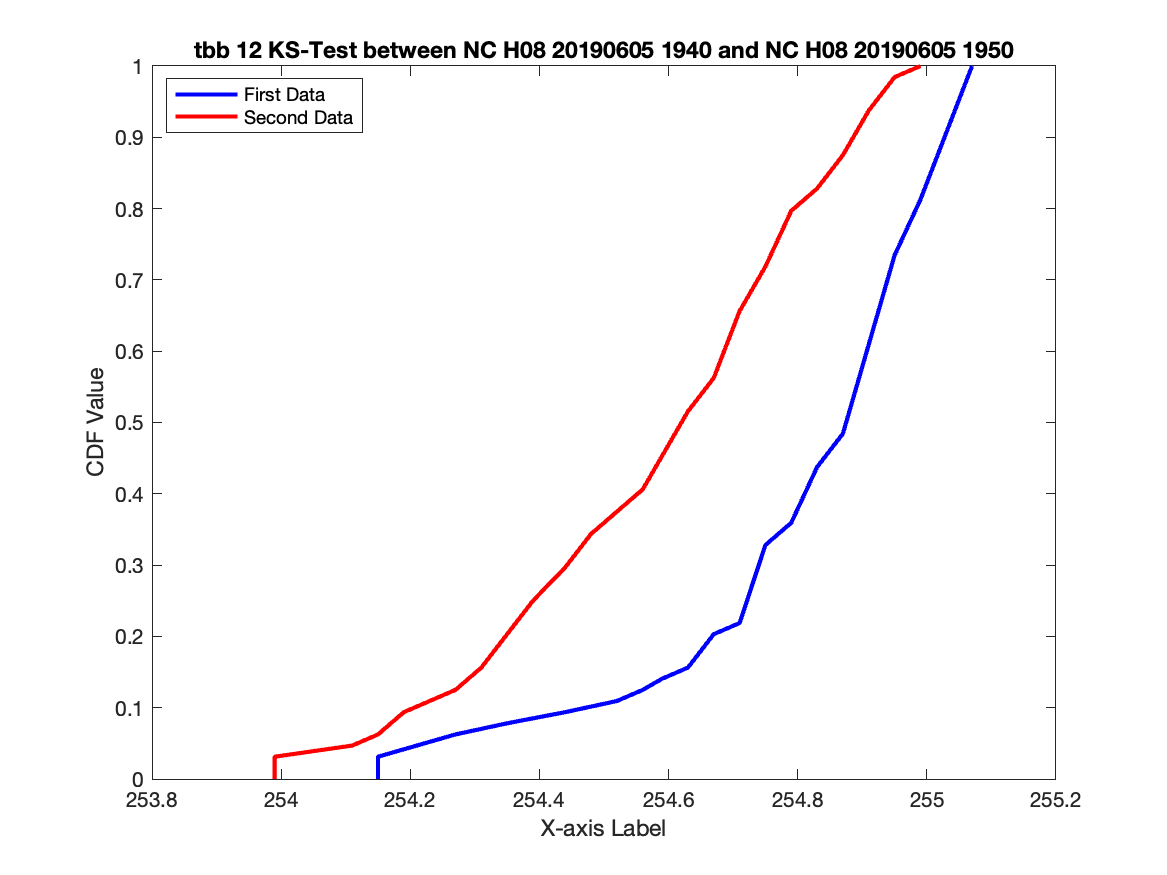 tbb 12 KS-Test between NC H08 20190605 1940 and NC H08 20190605 1950
First Data
Second Data
1
0.9
0.8
0.7
0.6
0.5
0.4
0.3
0.2
0.1
0
CDF Value
253.8 254 254.2 254.4 254.6 254.8 255 255.2
X-axis Label